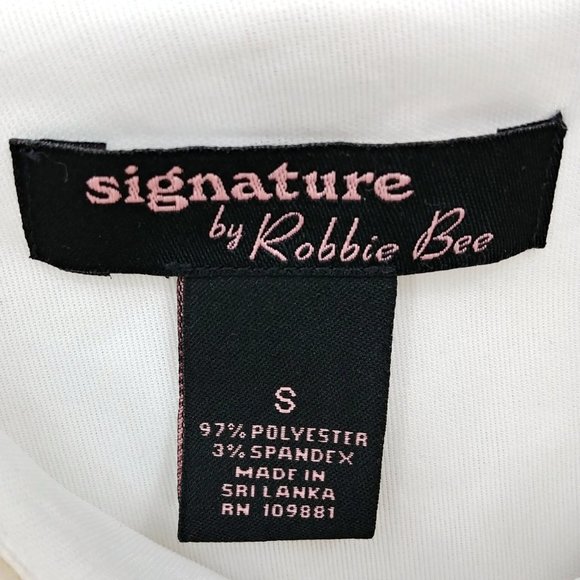 signature
by Robbie Bee
S
97% POLYESTER
3% SPANDEX
MADE IN
SRI LANKA
RN 109881